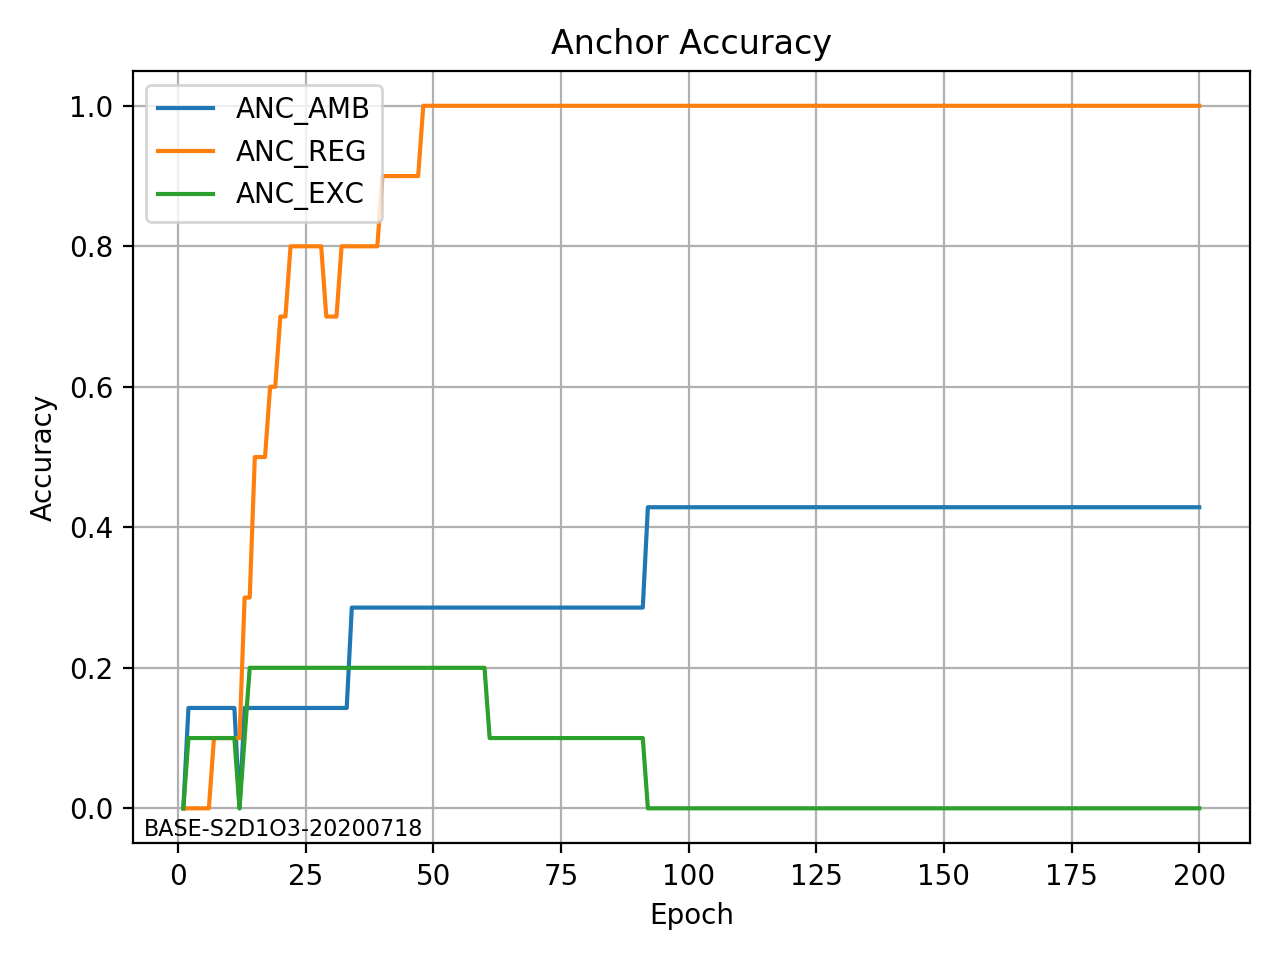 Anchor Accuracy
ANC_AMB
ANC_REG
ANC_EXC
1.0
0.8
0.6
0.4
0.2
0.0
Accuracy
BASE-S2D1O3-20200718
0 25 50 75 100 125 150 175 200
Epoch